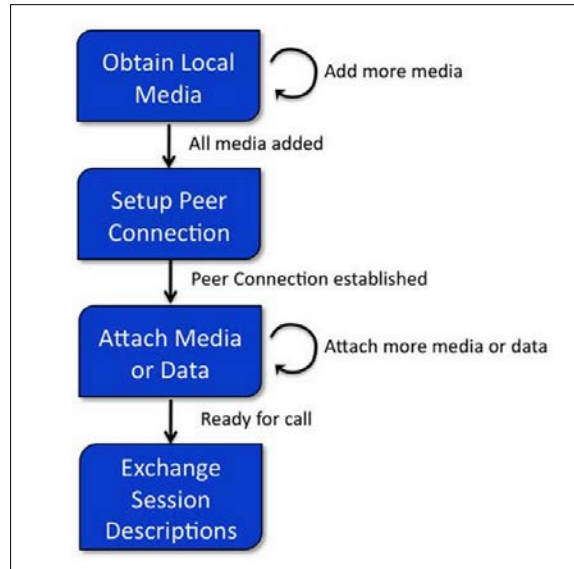 Obtain Local
Media
Add more media
All media added
Setup Peer
Connection
Peer Connection established
Attach Media
or Data
Attach more media or data
Ready for call
Exchange
Session
Descriptions